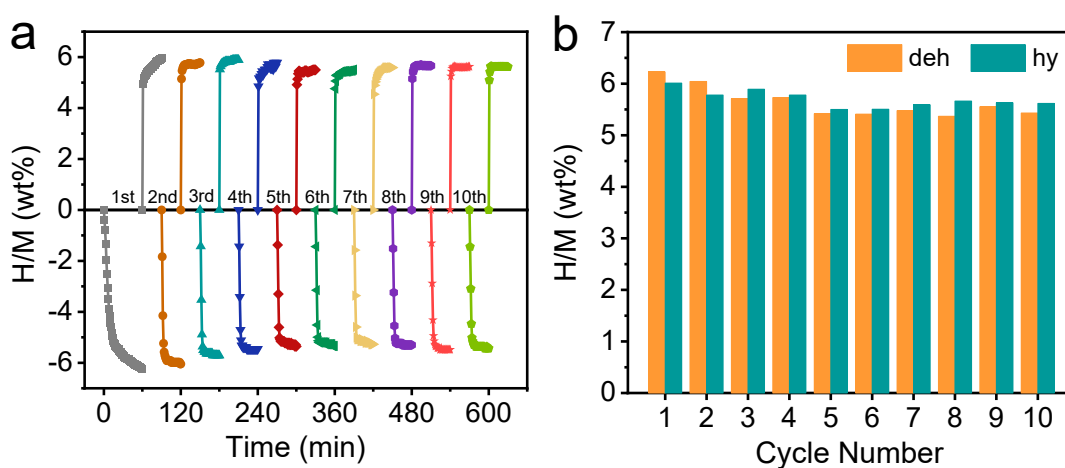 a
H/M (wt%)
6
4
2
0
-2
-4
-6
1st
2nd
3rd
4th
5th
6th
7th
8th
9th
10th
0
120
240
360
480
600
Time (min)
b
H/M (wt%)
7
6
5
4
3
2
1
0
deh
hy
1
2
3
4
5
6
7
8
9
10
Cycle Number